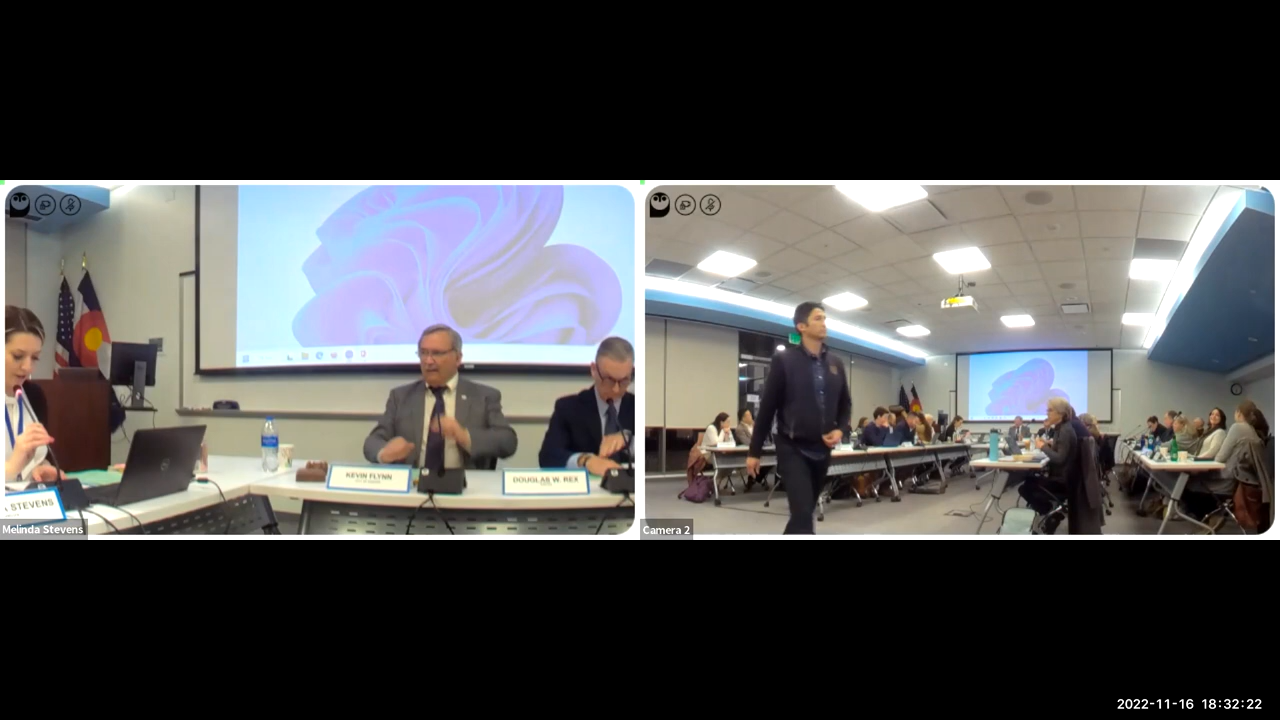 STEVENS
KEVIN FLYNN
DOUGLAS W. REX
Melinda Stevens
Camera 2
2022-11-16 18:32:22